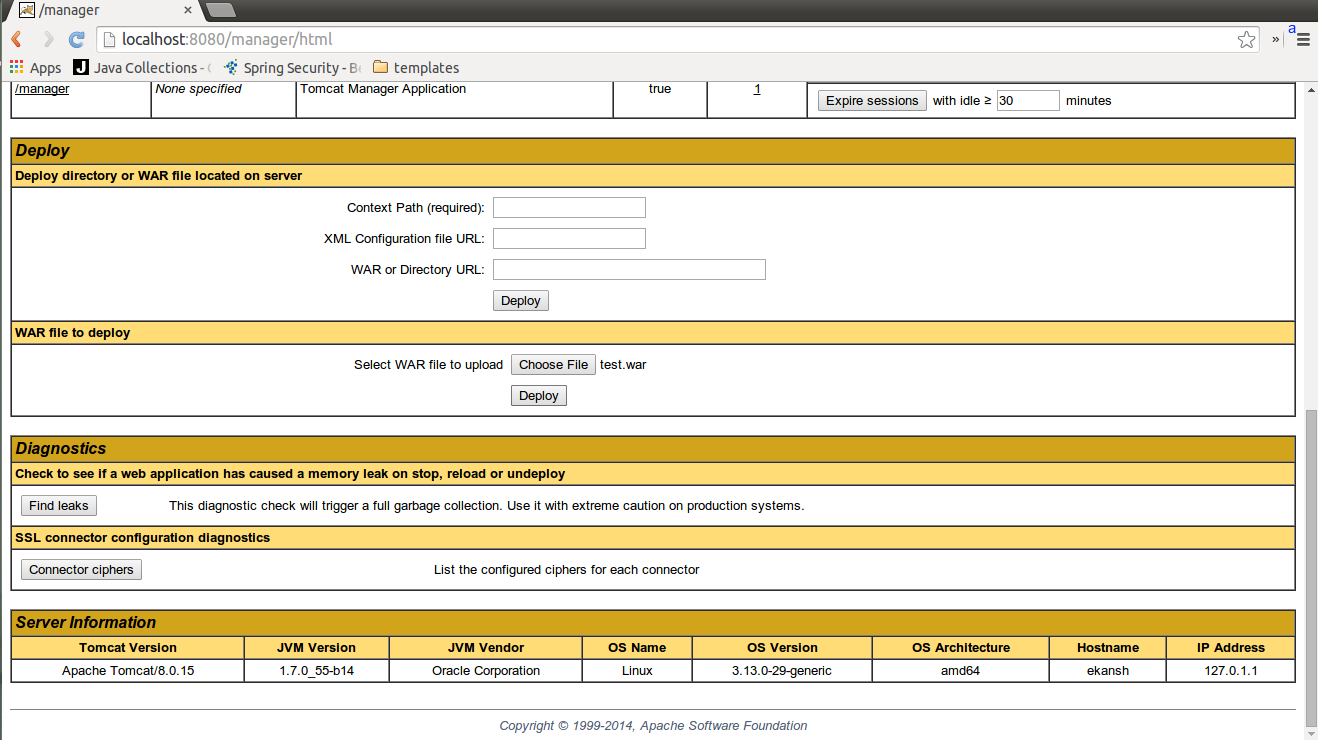 /manager ×
localhost:8080/manager/html » a
Apps J Java Collections - Spring Security - templates
/manager None specified Tomcat Manager Application true 1
Expire sessions with idle ≥ 30 minutes
Deploy
Deploy directory or WAR file located on server
Context Path (required):
XML Configuration file URL:
WAR or Directory URL:
Deploy
WAR file to deploy
Select WAR file to upload Choose File test.war
Deploy
Diagnostics
Check to see if a web application has caused a memory leak on stop, reload or undeploy
Find leaks This diagnostic check will trigger a full garbage collection. Use it with extreme caution on production systems.
SSL connector configuration diagnostics
Connector ciphers List the configured ciphers for each connector
Server Information
Tomcat Version JVM Version JVM Vendor OS Name OS Version OS Architecture Hostname IP Address
Apache Tomcat/8.0.15 1.7.0_55-b14 Oracle Corporation Linux 3.13.0-29-generic amd64 ekansh 127.0.1.1
Copyright © 1999-2014, Apache Software Foundation